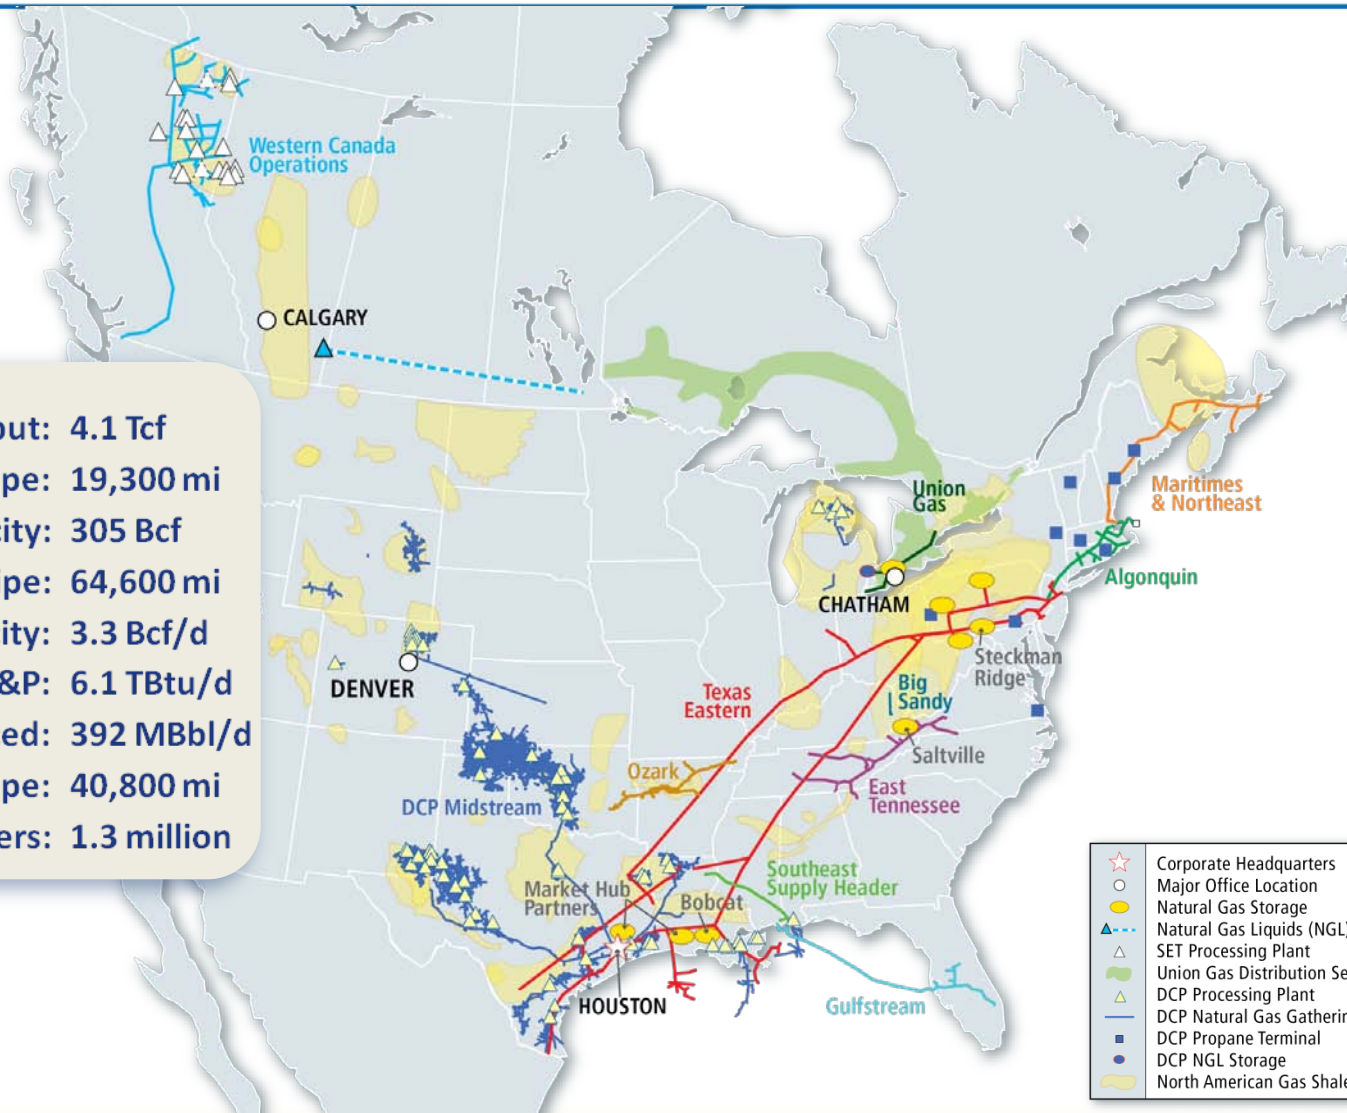 Western Canada
Operations
CALGARY
put: 4.1 Tcf
pe: 19,300 mi
city: 305 Bcf
ipe: 64,600 mi
ity: 3.3 Bcf/d
&P: 6.1 TBtu/d
ed: 392 MBbl/d
pe: 40,800 mi
ers: 1.3 million
Union
Gas
Maritimes
& Northeast
Algonquin
CHATHAM
Steckman
Ridge
DENVER
Texas
Eastern
Big
Sandy
Saltville
Ozark
East
Tennessee
DCP Midstream
Southeast
Supply Header
Market Hub
Partners
Bobcat
HOUSTON
Gulfstream
Corporate Headquarters
Major Office Location
Natural Gas Storage
Natural Gas Liquids (NGL)
SET Processing Plant
Union Gas Distribution Se
DCP Processing Plant
DCP Natural Gas Gatherin
DCP Propane Terminal
DCP NGL Storage
North American Gas Shale